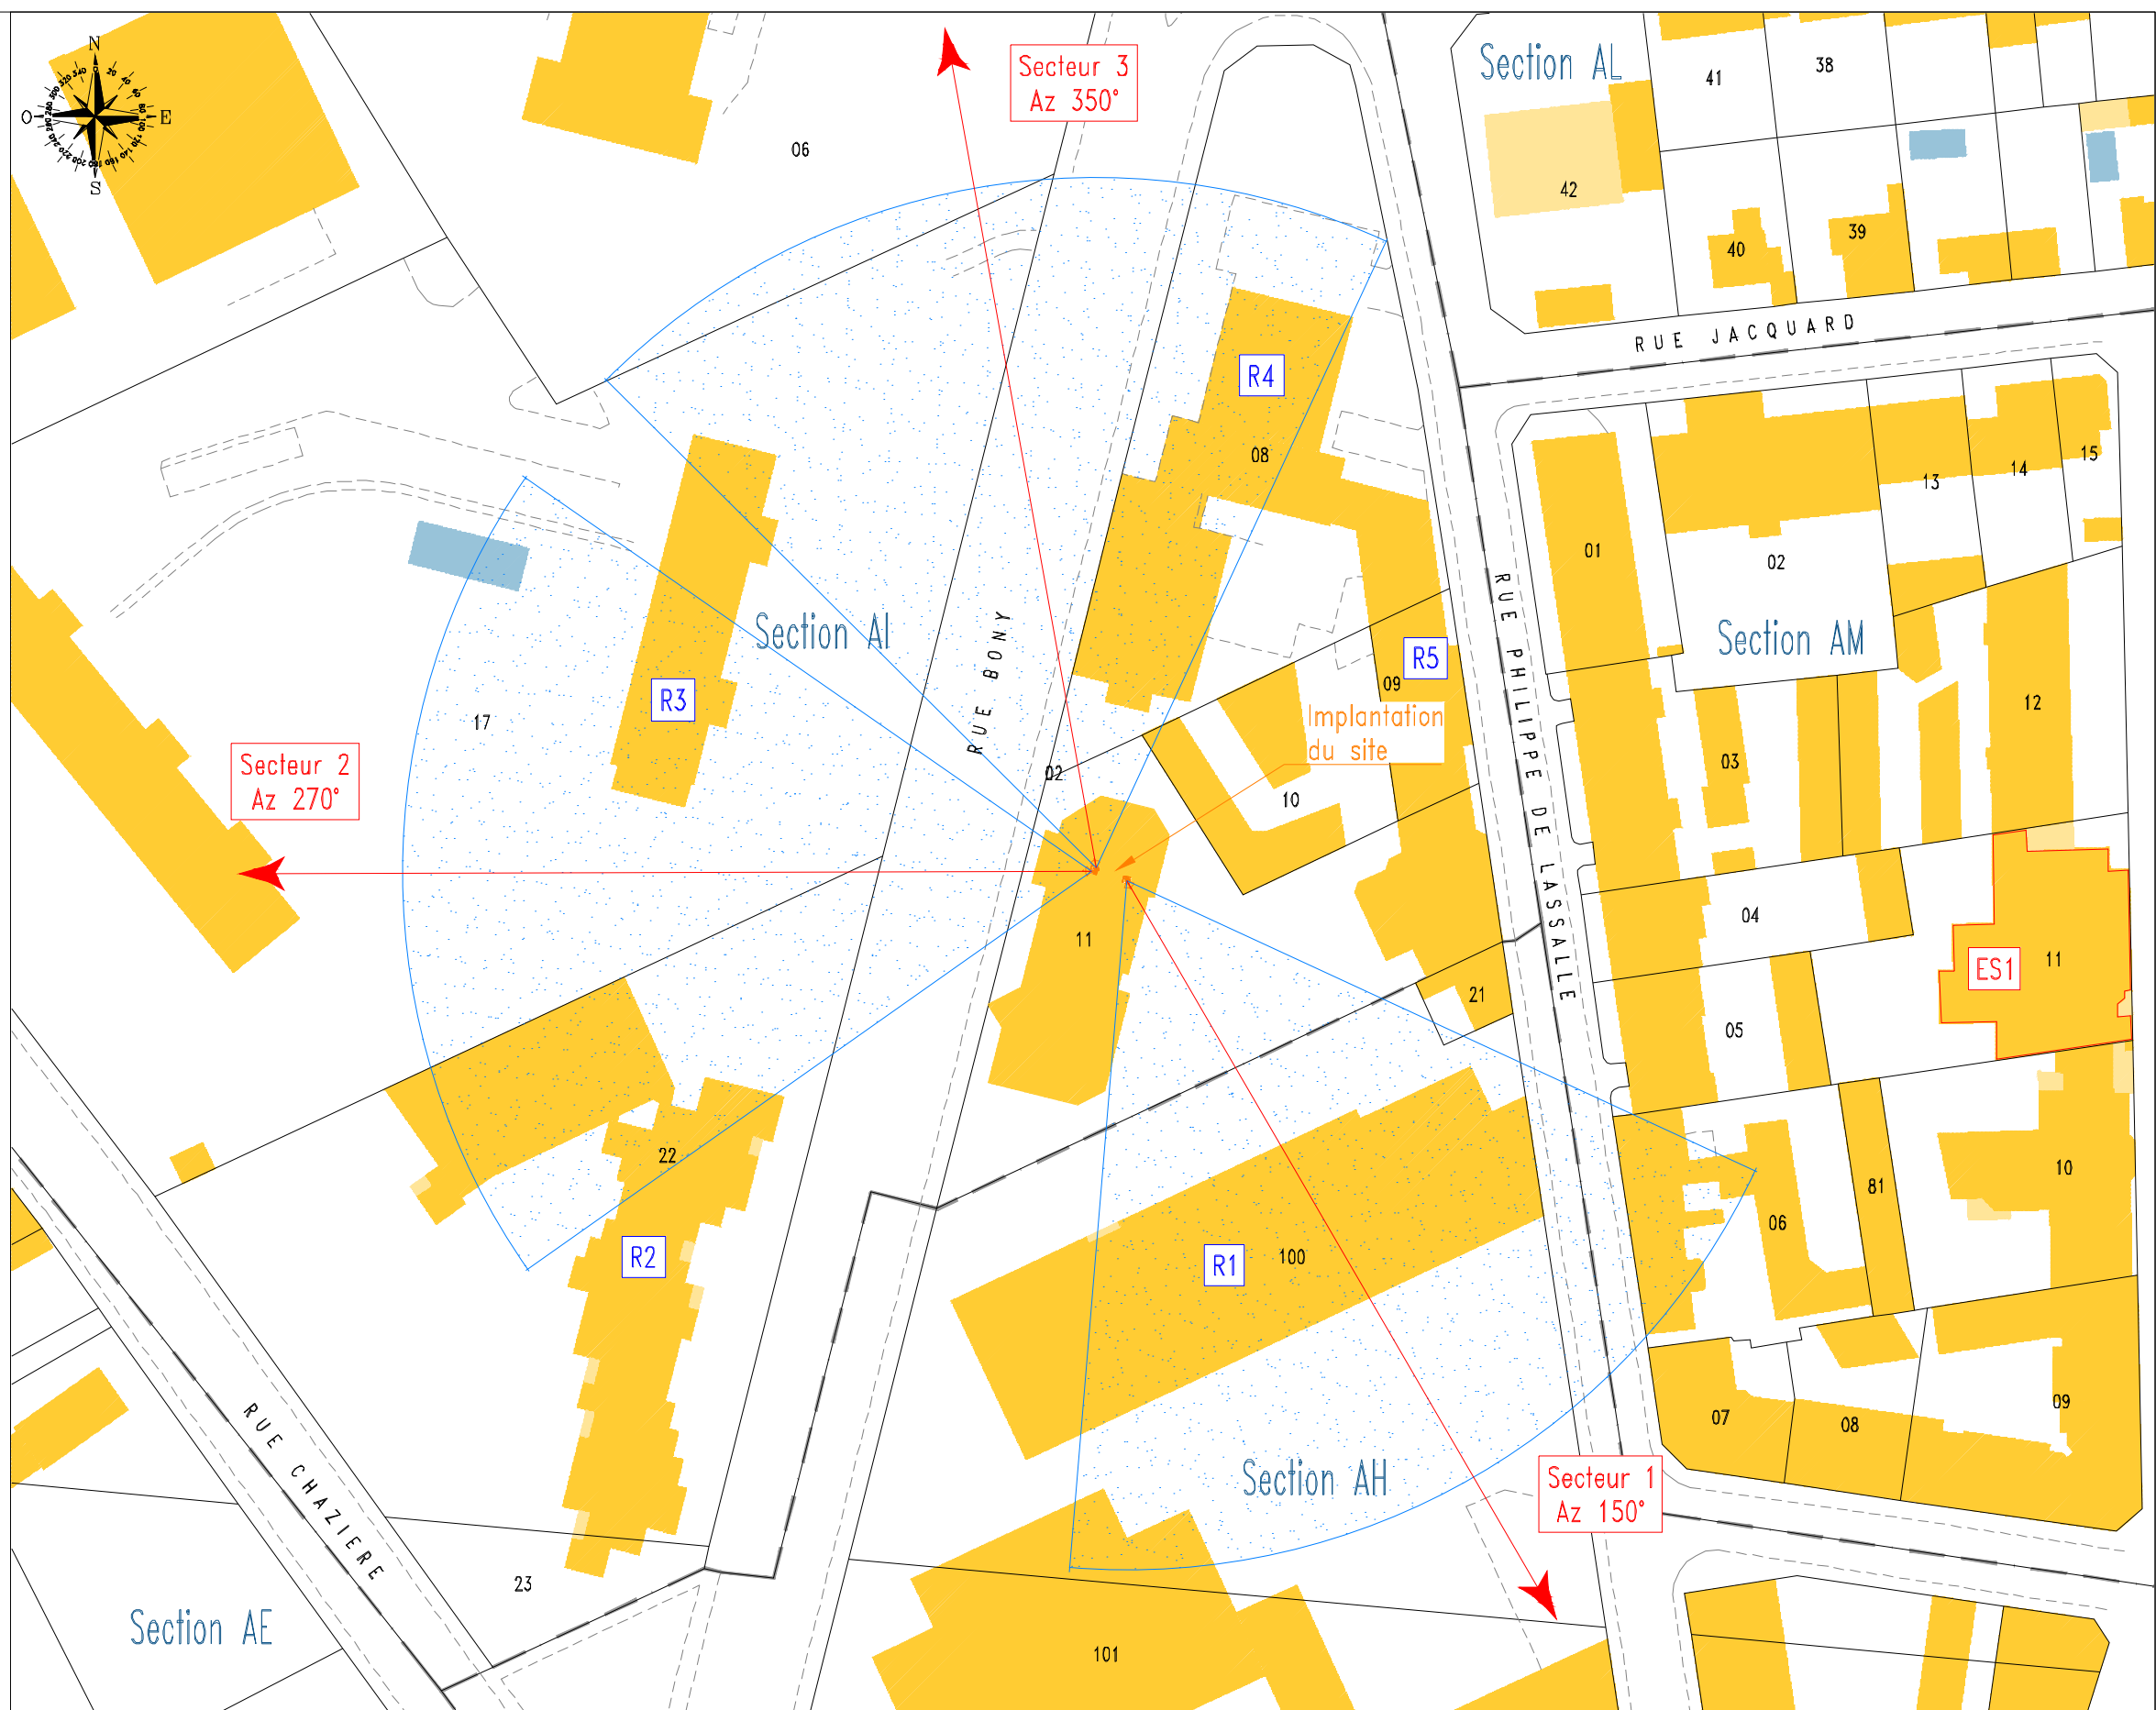 N
O
E
S
Secteur 3
Az 350°
Section AL
41
38
06
42
40
39
RUE JACQUARD
R4
08
13
14
15
01
02
Section AI
Section AM
RUE BONY
R3
R5
09
17
12
Implantation
du site
RUE PHILIPPE DE LASSALLE
03
02
10
Secteur 2
Az 270°
04
11
11
ES1
21
05
22
10
81
06
R2
R1
100
09
07
08
RUE CHAZIERE
Section AH
Secteur 1
Az 150°
23
Section AE
101